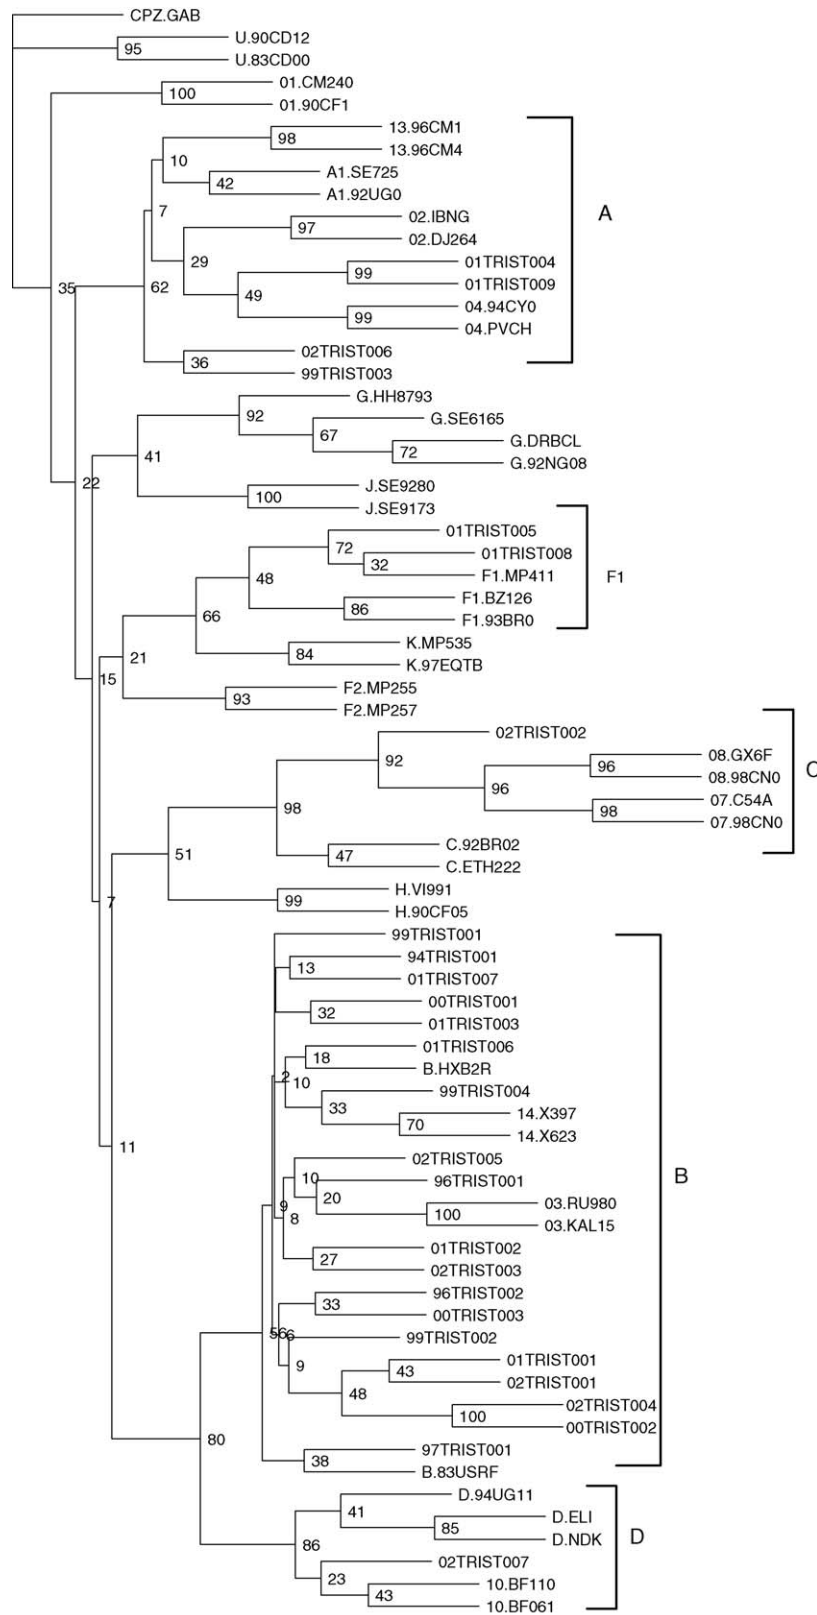 CPZ.GAB
U.90CD12
95
U.83CD00
01.CM240
100
01.90CF1
13.96CM1
98
13.96CM4
10
A1.SE725
42
A1.92UG0
A
7
02.IBNG
97
02.DJ264
29
01TRIST004
99
01TRIST009
35
62
49
04.94CY0
99
04.PVCH
02TRIST006
36
99TRIST003
G.HH8793
92
G.SE6165
67
G.DRBCL
41
72
G.92NG08
22
J.SE9280
100
J.SE9173
01TRIST005
72
01TRIST008
32
48
F1.MP411
F1
F1.BZ126
66
86
F1.93BR0
K.MP535
21
84
K.97EQTB
15
F2.MP255
93
F2.MP257
02TRIST002
92
08.GX6F
96
08.98CN0
C
96
07.C54A
98
98
07.98CN0
C.92BR02
51
47
C.ETH222
H.VI991
7
99
H.90CF05
99TRIST001
94TRIST001
13
01TRIST007
00TRIST001
32
01TRIST003
01TRIST006
18
B.HXB2R
2
10
99TRIST004
33
14.X397
70
14.X623
11
02TRIST005
10
96TRIST001
B
20
03.RU980
9
100
8
03.KAL15
01TRIST002
27
02TRIST003
96TRIST002
33
00TRIST003
56
6
99TRIST002
9
01TRIST001
43
02TRIST001
48
02TRIST004
100
00TRIST002
80
97TRIST001
38
B.83USRF
D.94UG11
41
D.ELI
85
D.NDK
D
86
02TRIST007
23
10.BF110
43
10.BF061